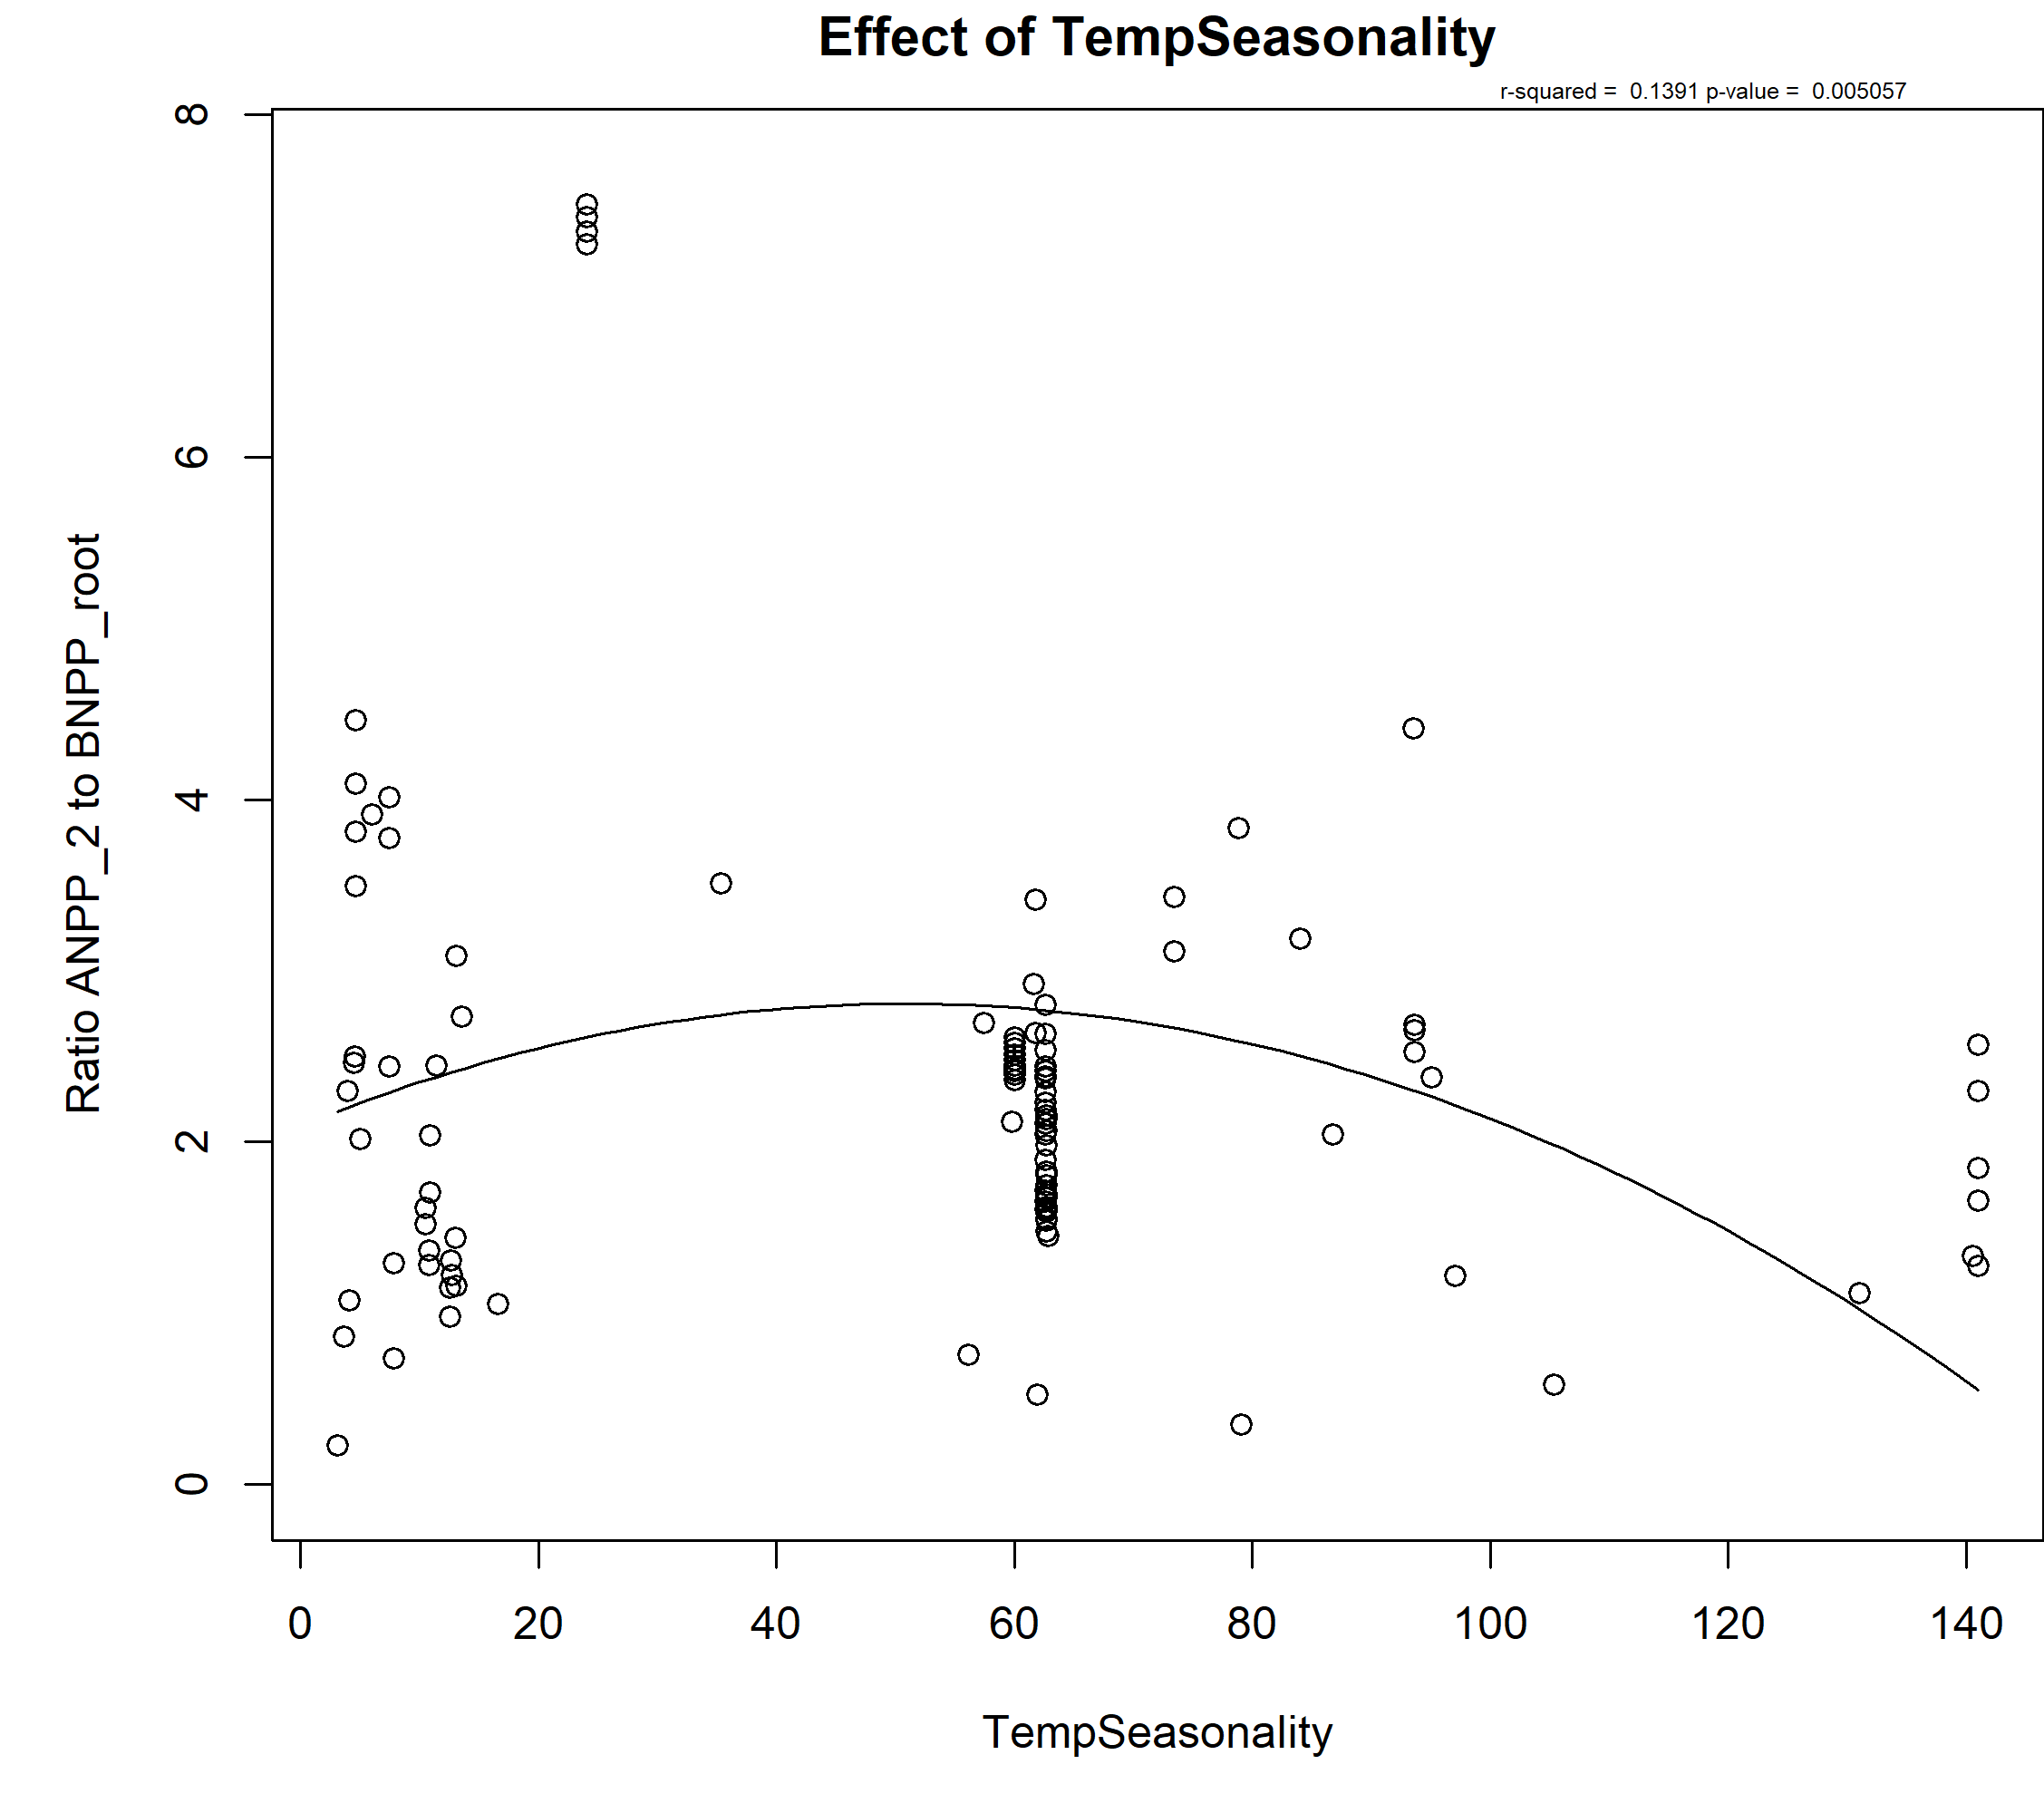 Effect of TempSeasonality
r-squared =  0.1391 p-value =  0.005057
8
6
4
2
0
Ratio ANPP_2 to BNPP_root
0 20 40 60 80 100 120 140
TempSeasonality